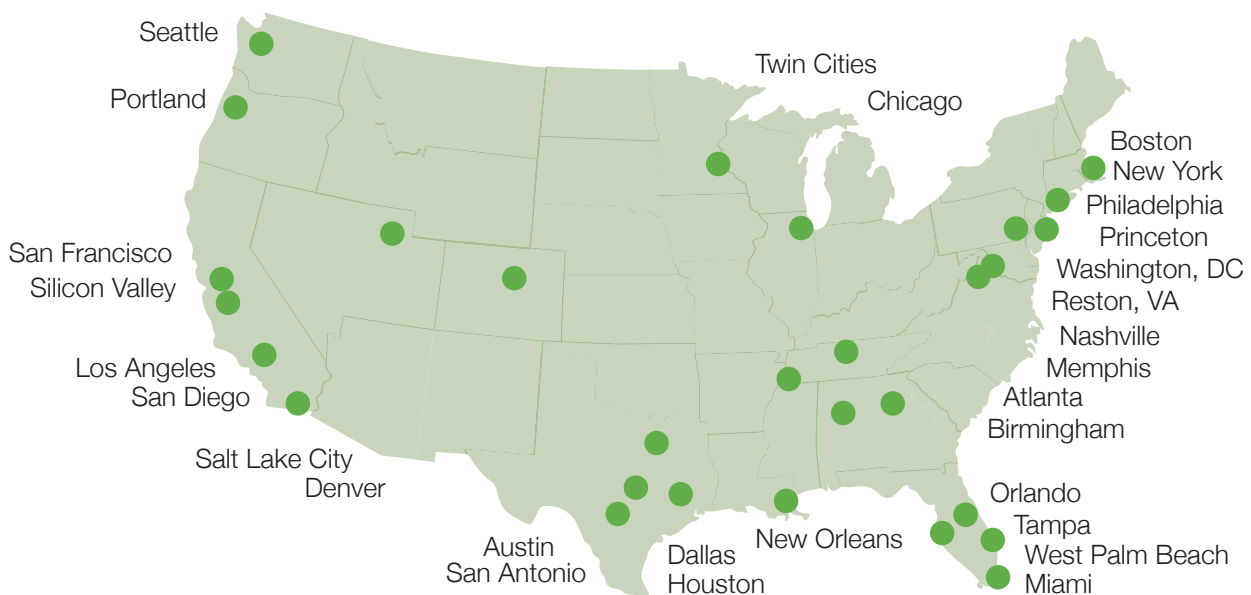 Seattle
Portland
San Francisco
Silicon Valley
Los Angeles
San Diego
Salt Lake City
Denver
Austin
San Antonio
Dallas
Houston
New Orleans
Twin Cities
Chicago
Boston
New York
Philadelphia
Princeton
Washington, DC
Reston, VA
Nashville
Memphis
Atlanta
Birmingham
Orlando
Tampa
West Palm Beach
Miami